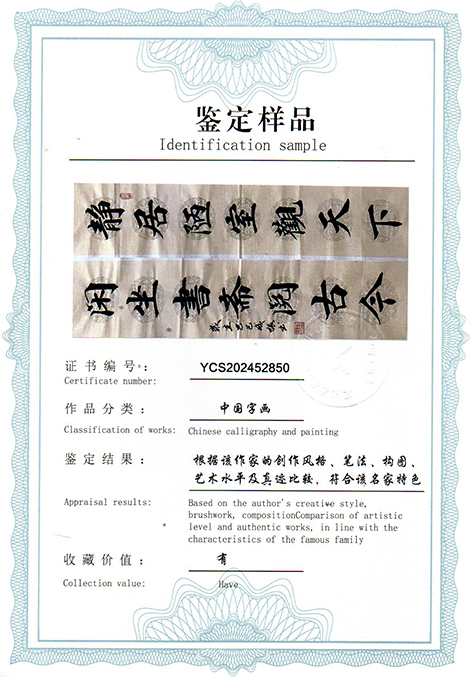 鉴定样品
Identification sample
静居陋室觀天下
闲坐書斋阅古今
证书编号:
YCS202452850
Certificate number:
作品分类:
中国字画
Classification of works:
Chinese calligraphy and painting
鉴定结果:
根据该作家的创作风格、笔法、构图、
艺术水平及真迹比较、符合该名家特色
Appraisal results:
Based on the author's creative style,
brushwork, compositionComparison of artistic
level and authentic works, in line with the
characteristics of the famous family
收藏价值:
有
Collection value:
Have